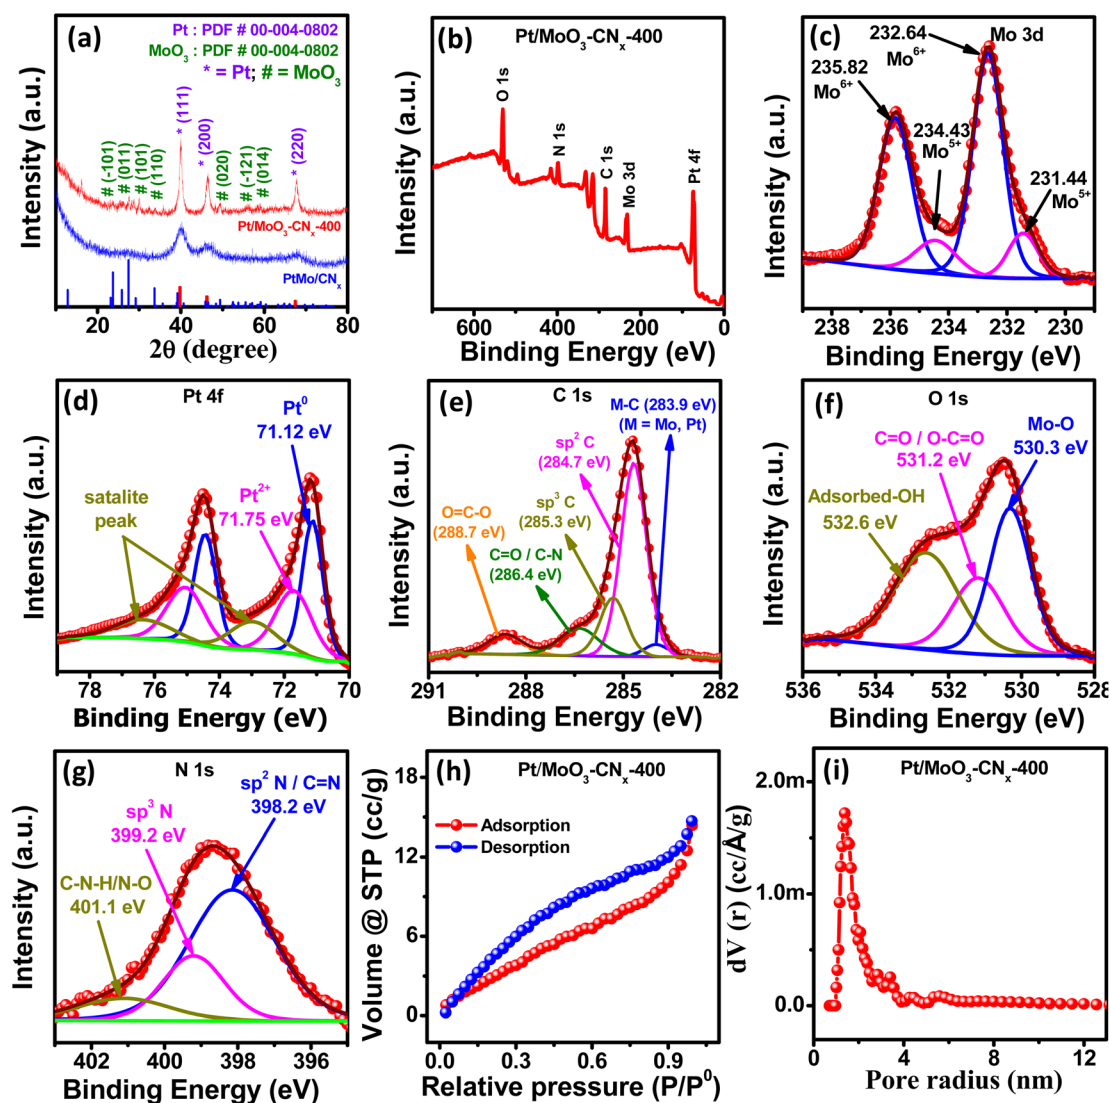 (a)
Pt : PDF # 00-004-0802
MoO₃ : PDF # 00-004-0802
* = Pt; # = MoO₃
# (-101)
# (011)
# (101)
# (110)
* (111)
* (200)
# (020)
# (-121)
# (014)
* (220)
Pt/MoO₃-CNₓ-400
PtMo/CNₓ
Intensity (a.u.)
20 40 60 80
2θ (degree)
(b)
Pt/MoO₃-CNₓ-400
O 1s
N 1s
C 1s
Mo 3d
Pt 4f
Intensity (a.u.)
600 400 200 0
Binding Energy (eV)
(c)
232.64
Mo⁶⁺
Mo 3d
235.82
Mo⁶⁺
234.43
Mo⁵⁺
231.44
Mo⁵⁺
Intensity (a.u.)
238 236 234 232 230
Binding Energy (eV)
(d)
Pt 4f
Pt⁰
71.12 eV
satalite
peak
Pt²⁺
71.75 eV
Intensity (a.u.)
78 76 74 72 70
Binding Energy (eV)
(e)
C 1s
M-C (283.9 eV)
(M = Mo, Pt)
sp² C
(284.7 eV)
sp³ C
(285.3 eV)
O=C-O
(288.7 eV)
C=O / C-N
(286.4 eV)
Intensity (a.u.)
291 288 285 282
Binding Energy (eV)
(f)
O 1s
Mo-O
530.3 eV
C=O / O-C=O
531.2 eV
Adsorbed-OH
532.6 eV
Intensity (a.u.)
536 534 532 530 528
Binding Energy (eV)
(g)
N 1s
sp² N / C=N
398.2 eV
sp³ N
399.2 eV
C-N-H/N-O
401.1 eV
Intensity (a.u.)
402 400 398 396
Binding Energy (eV)
(h)
Pt/MoO₃-CNₓ-400
Adsorption
Desorption
Volume @ STP (cc/g)
18
12
6
0
0.0 0.3 0.6 0.9
Relative pressure (P/P⁰)
(i)
Pt/MoO₃-CNₓ-400
dV (r) (cc/Å/g)
2.0m
1.0m
0.0
0 4 8 12
Pore radius (nm)